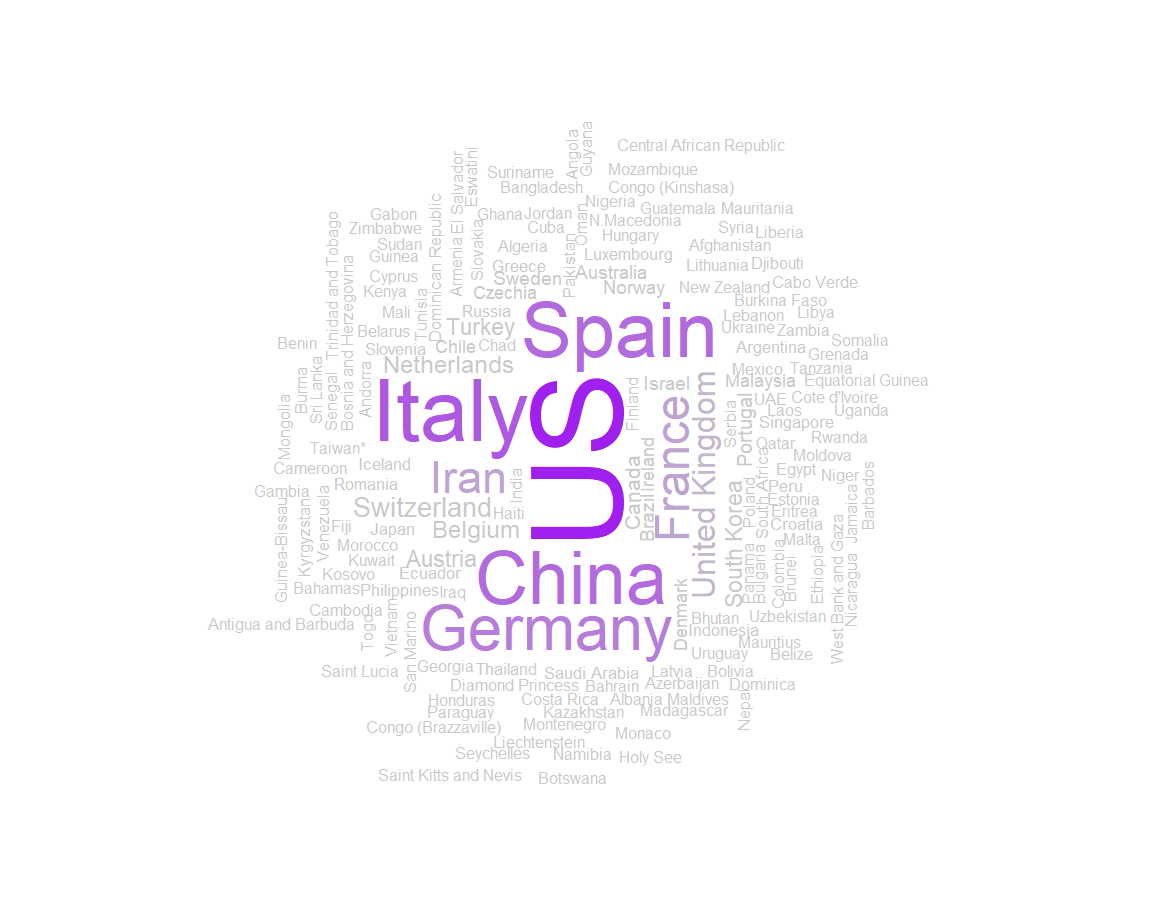 Central African Republic
Angola
Guyana
Mozambique
Suriname
Eswatini
El Salvador
Bangladesh
Congo (Kinshasa)
Nigeria
Guatemala
Mauritania
Gabon
Ghana
Jordan
Oman
N.Macedonia
Zimbabwe
Cuba
Syria
Liberia
Dominican Republic
Armenia
Slovakia
Hungary
Sudan
Algeria
Pakistan
Luxembourg
Afghanistan
Guinea
Greece
Australia
Lithuania
Djibouti
Trinidad and Tobago
Cyprus
Sweden
Norway
New Zealand
Cabo Verde
Kenya
Czechia
Burkina Faso
Bosnia and Herzegovina
Mali
Tunisia
Russia
Lebanon
Libya
Belarus
Turkey
Spain
Ukraine
Zambia
Benin
Slovenia
Chile
Chad
Argentina
Somalia
Grenada
Netherlands
Mexico
Tanzania
Burma
Sri Lanka
Senegal
Andorra
Israel
Malaysia
Equatorial Guinea
Mongolia
Italy
US
Finland
France
United Kingdom
Serbia
Portugal
UAE
Cote d'Ivoire
Laos
Uganda
Singapore
Taiwan*
Qatar
Rwanda
Cameroon
Iceland
Moldova
Iran
Egypt
Niger
Romania
India
Canada
Brazil
Ireland
South Korea
Poland
South Africa
Peru
Gambia
Estonia
Switzerland
Haiti
Eritrea
Jamaica
Barbados
Guinea-Bissau
Kyrgyzstan
Venezuela
Fiji
Japan
Belgium
Croatia
Morocco
Malta
Kuwait
Austria
Panama
Bulgaria
Colombia
Brunei
Ethiopia
West Bank and Gaza
Nicaragua
Kosovo
Ecuador
China
Bahamas
Philippines
Iraq
Cambodia
Germany
Denmark
Bhutan
Uzbekistan
Antigua and Barbuda
Togo
Vietnam
San Marino
Indonesia
Mauritius
Uruguay
Belize
Saint Lucia
Georgia
Thailand
Saudi Arabia
Latvia
Bolivia
Diamond Princess
Bahrain
Azerbaijan
Dominica
Honduras
Costa Rica
Albania
Maldives
Nepal
Paraguay
Kazakhstan
Madagascar
Congo (Brazzaville)
Montenegro
Monaco
Liechtenstein
Seychelles
Namibia
Holy See
Saint Kitts and Nevis
Botswana